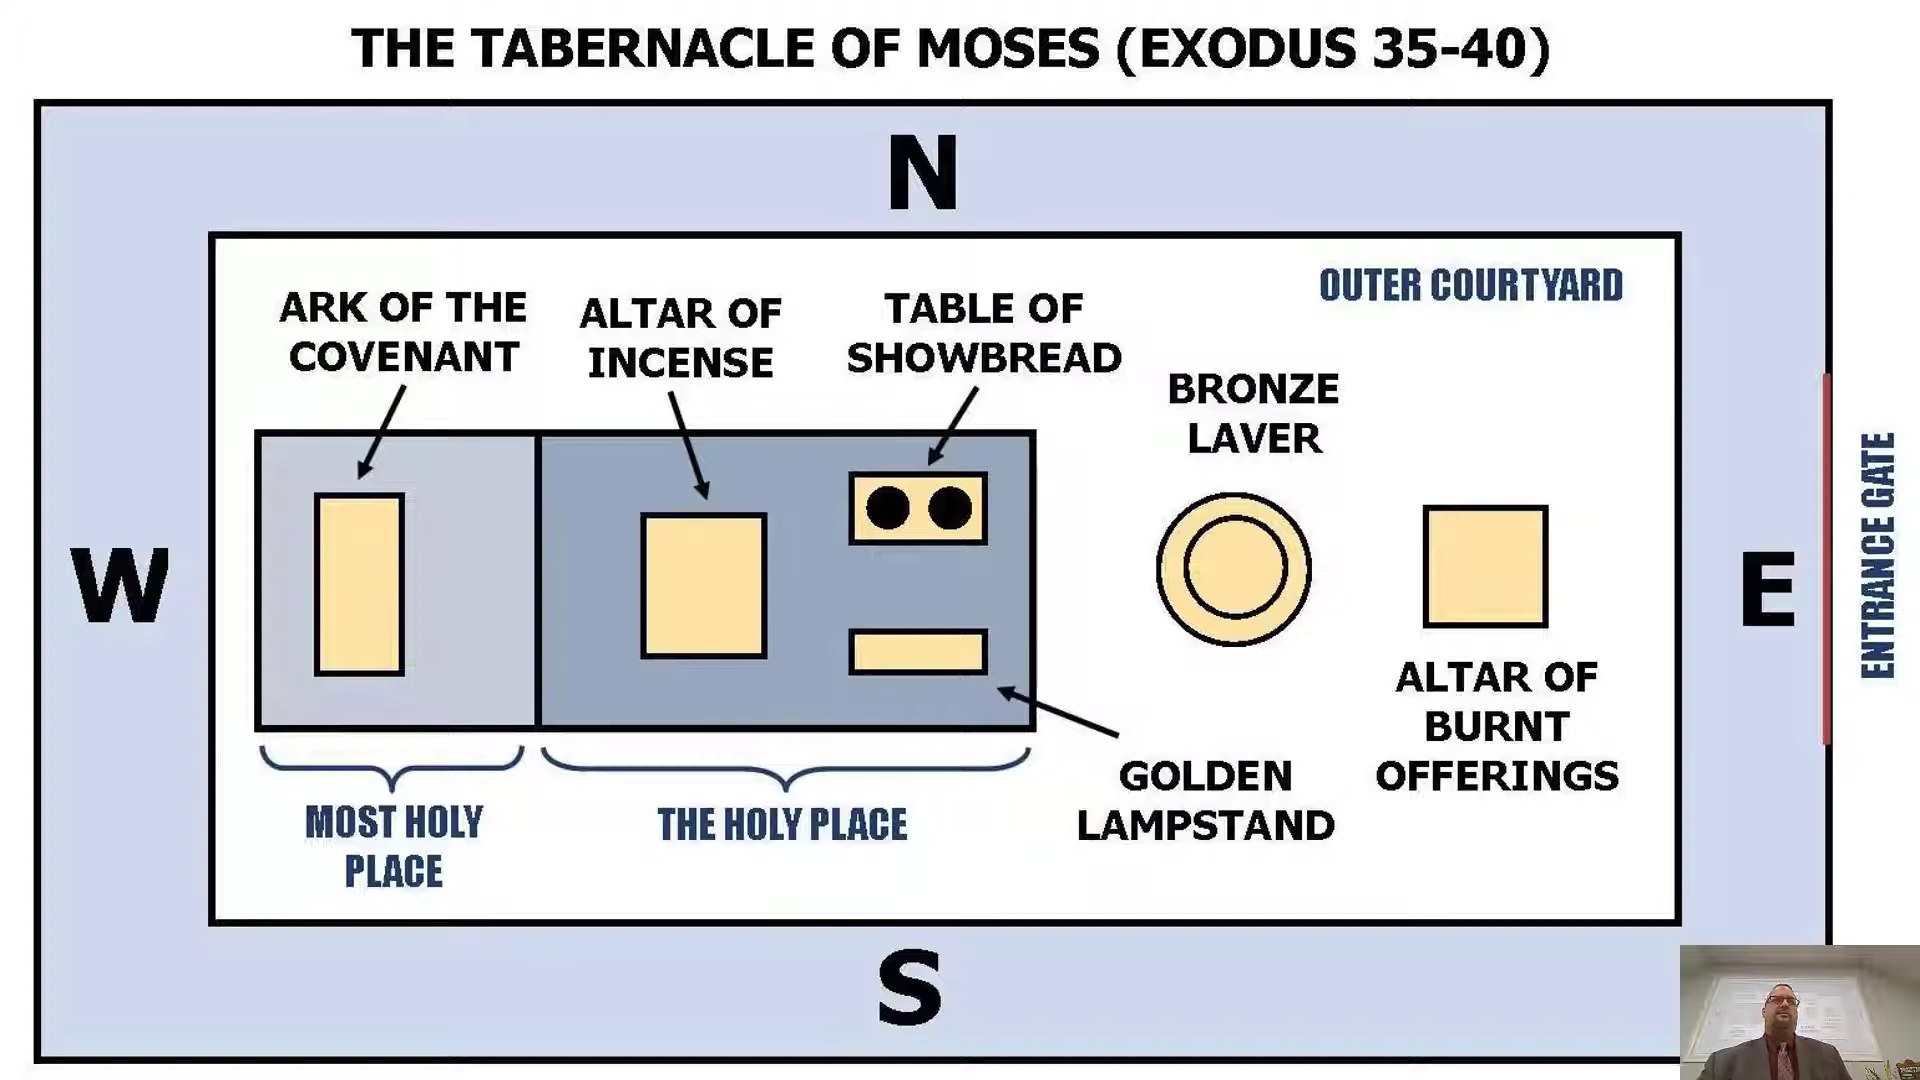 THE TABERNACLE OF MOSES (EXODUS 35-40)
N
OUTER COURTYARD
ARK OF THE
COVENANT
ALTAR OF
INCENSE
TABLE OF
SHOWBREAD
BRONZE
LAVER
W
E
ENTRANCE GATE
ALTAR OF
BURNT
OFFERINGS
GOLDEN
LAMPSTAND
MOST HOLY
PLACE
THE HOLY PLACE
S